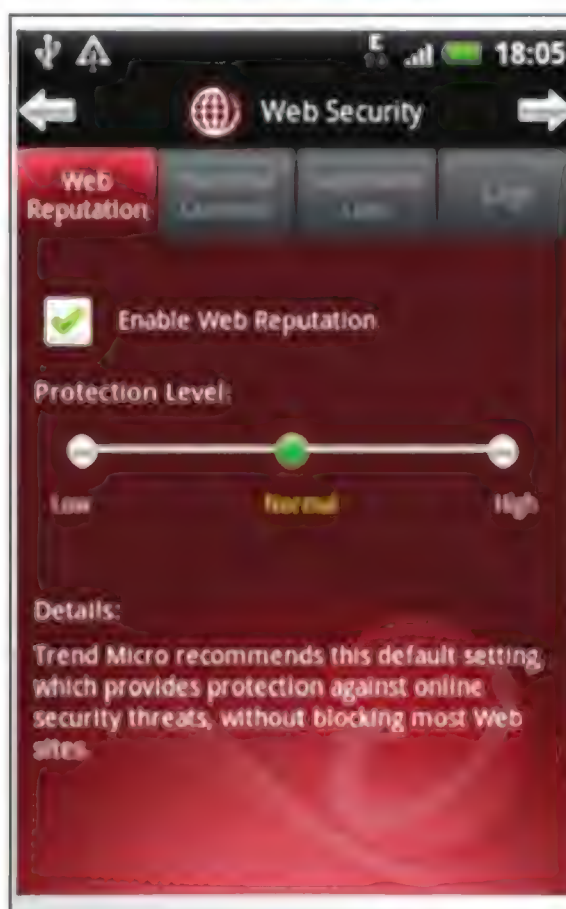 E
18:05
Web Security
Web
Reputation
Enable Web Reputation
Protection Level:
Low Normal High
Details:
Trend Micro recommends this default setting,
which provides protection against online
security threats, without blocking most Web
sites.